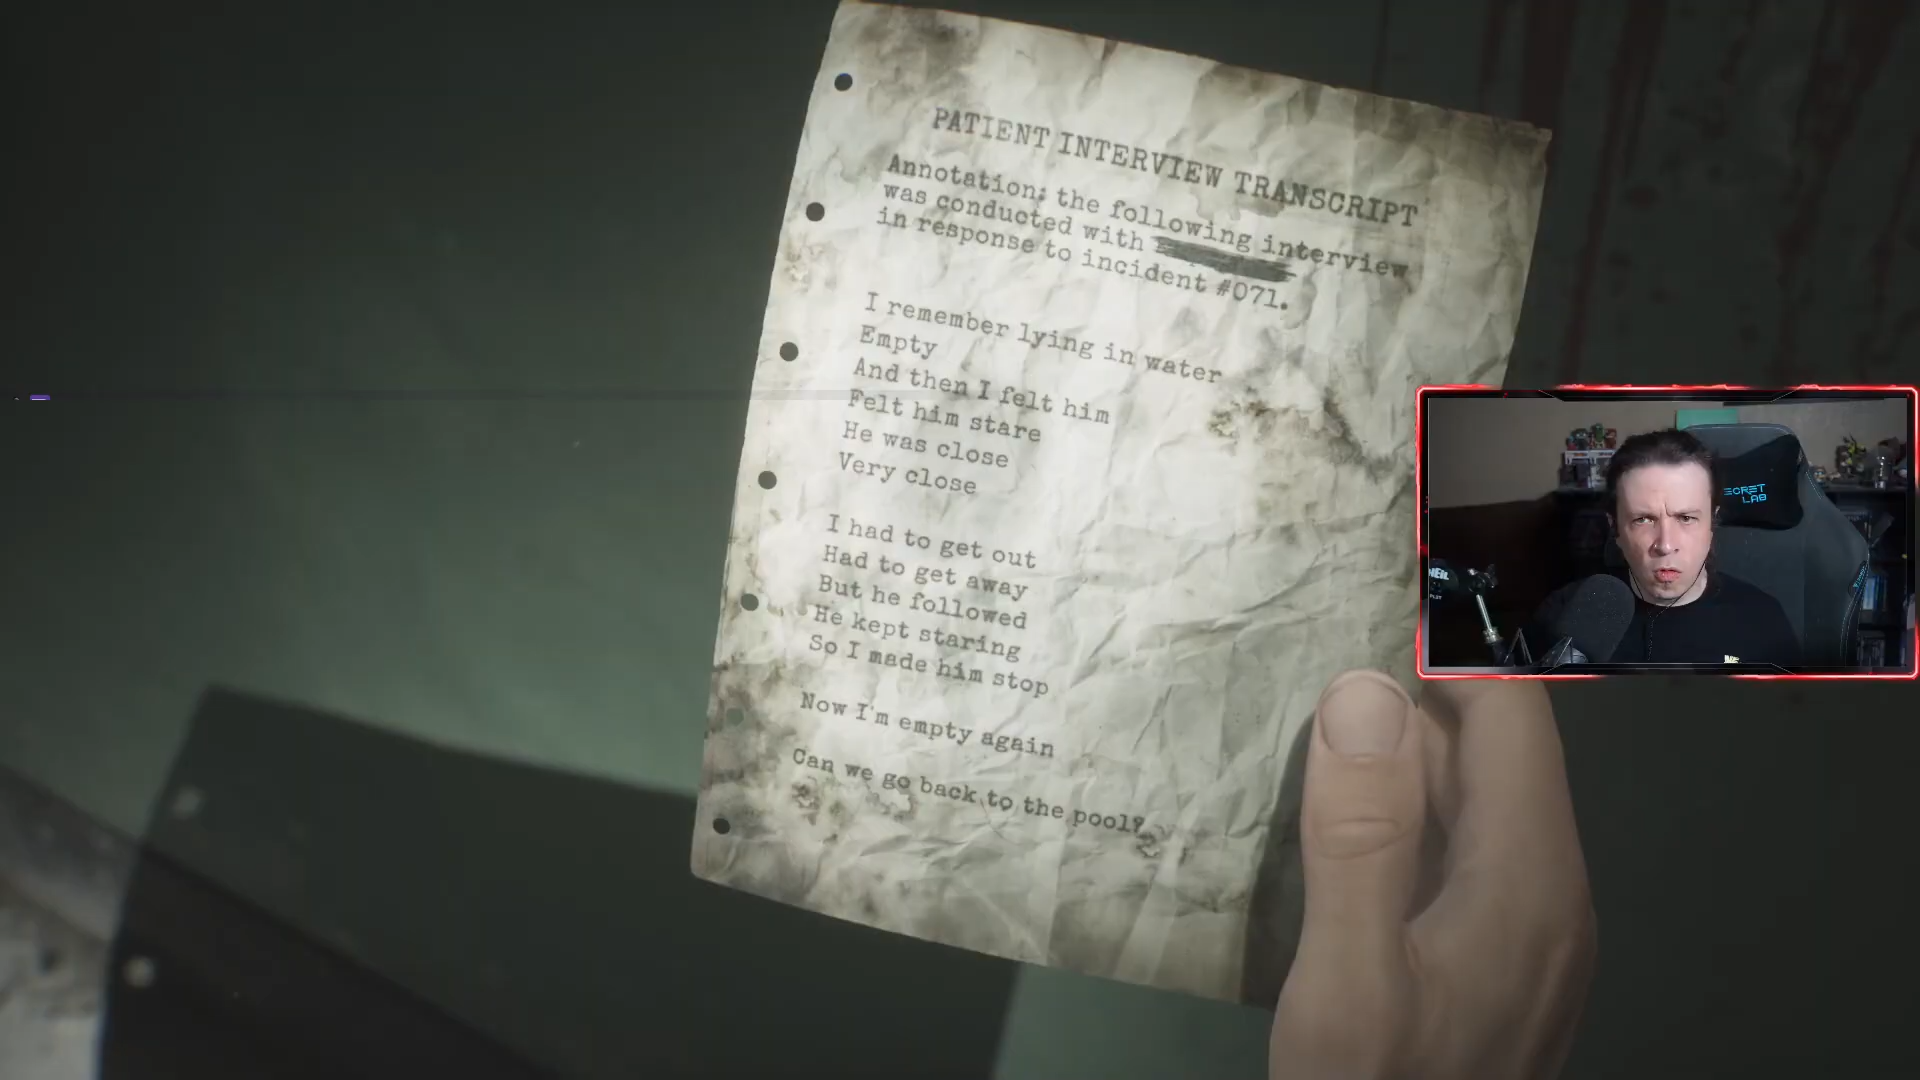 PATIENT INTERVIEW TRANSCRIPT
Annotation: the following interview
was conducted with
in response to incident #071.
I remember lying in water
Empty
And then I felt him
Felt him stare
He was close
Very close
I had to get out
Had to get away
But he followed
He kept staring
So I made him stop
Now I'm empty again
Can we go back to the pool?
ECRET
LAB